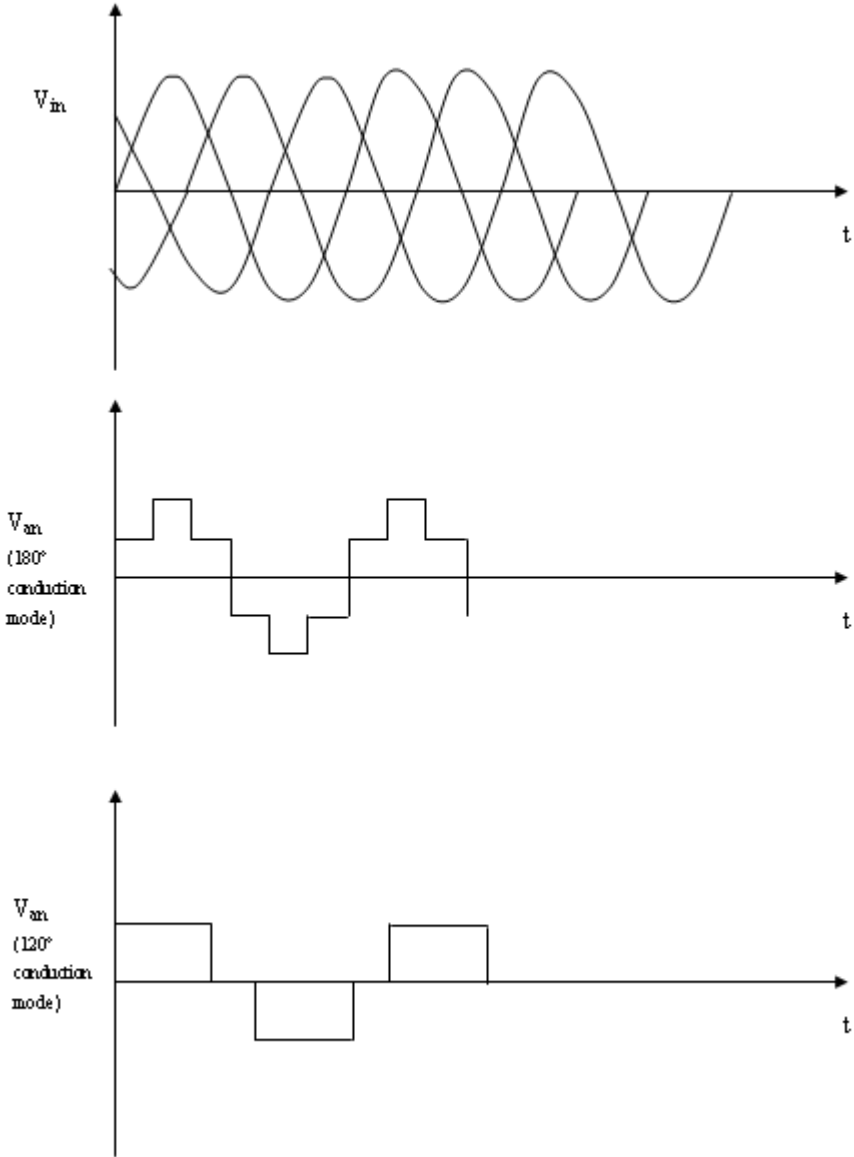 V_in
t
V_an
(180°
conduction
mode)
t
V_an
(120°
conduction
mode)
t